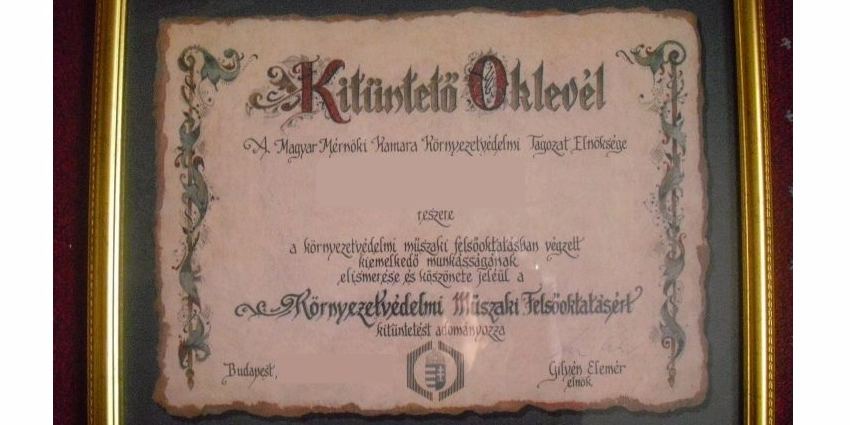 Kitüntető Oklevél
A Magyar Mérnöki Kamara Környezetvédelmi Tagozat Elnöksége
részére
a környezetvédelmi műszaki felsőoktatásban végzett
kiemelkedő munkásságának
elismerése és köszönete jeléül a
Környezetvédelmi Műszaki Felsőoktatásért
kitüntetést adományozza
Budapest,
Gilyén Elemér
elnök